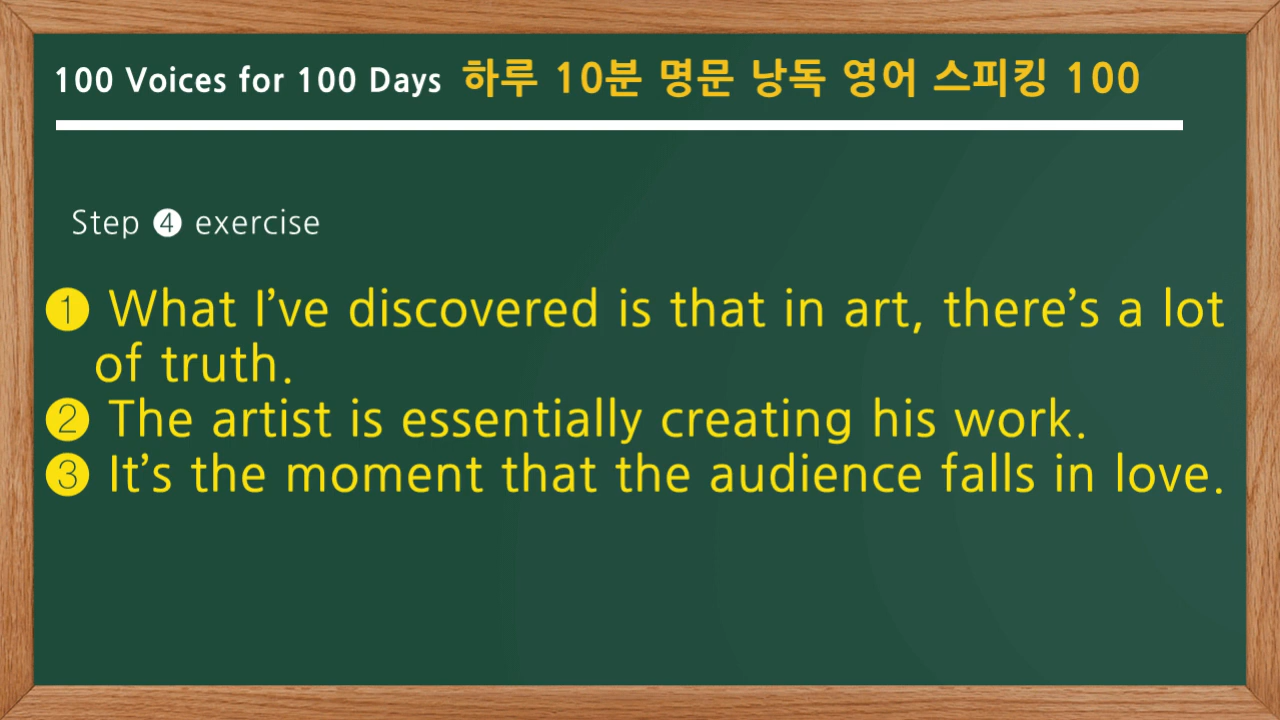 100 Voices for 100 Days 하루 10분 명문 낭독 영어 스피킹 100
Step ❹ exercise
❶ What I’ve discovered is that in art, there’s a lot
of truth.
❷ The artist is essentially creating his work.
❸ It’s the moment that the audience falls in love.